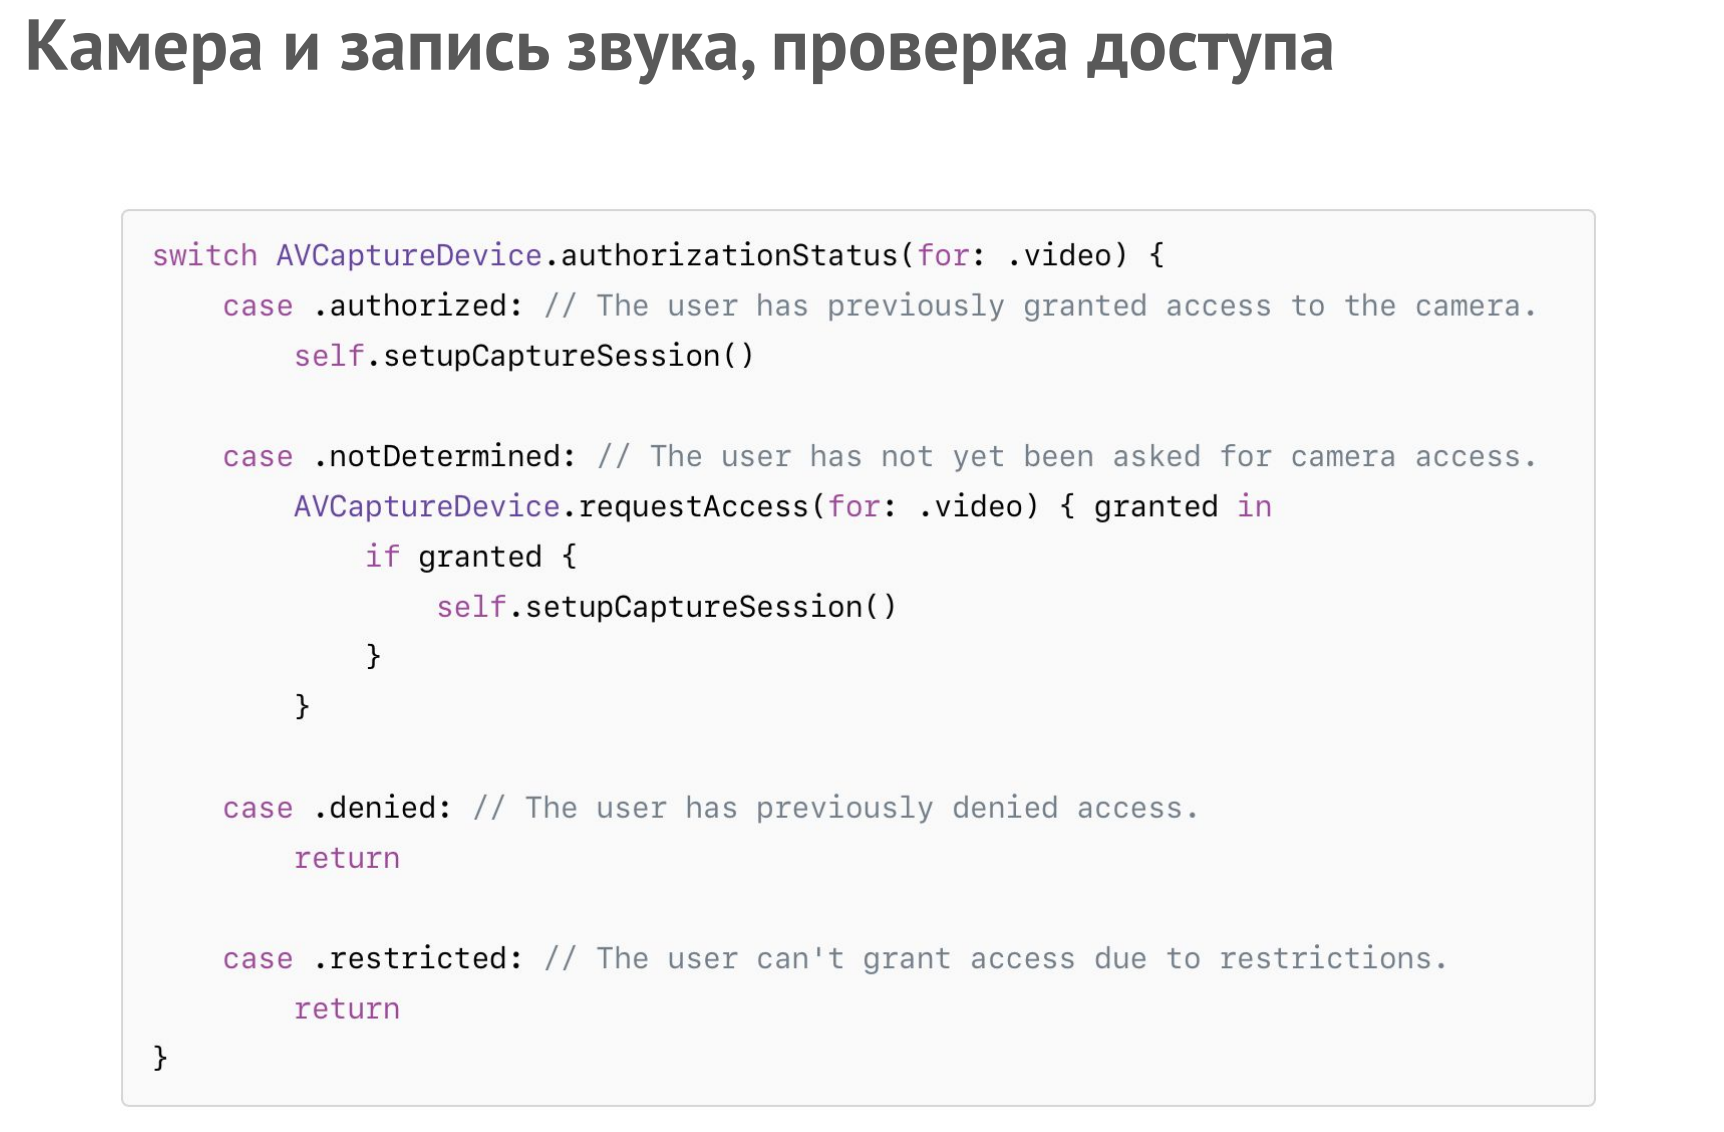 Камера и запись звука, проверка доступа
switch AVCaptureDevice.authorizationStatus(for: .video) {
    case .authorized: // The user has previously granted access to the camera.
        self.setupCaptureSession()
    case .notDetermined: // The user has not yet been asked for camera access.
        AVCaptureDevice.requestAccess(for: .video) { granted in
            if granted {
                self.setupCaptureSession()
            }
        }
    case .denied: // The user has previously denied access.
        return
    case .restricted: // The user can't grant access due to restrictions.
        return
}